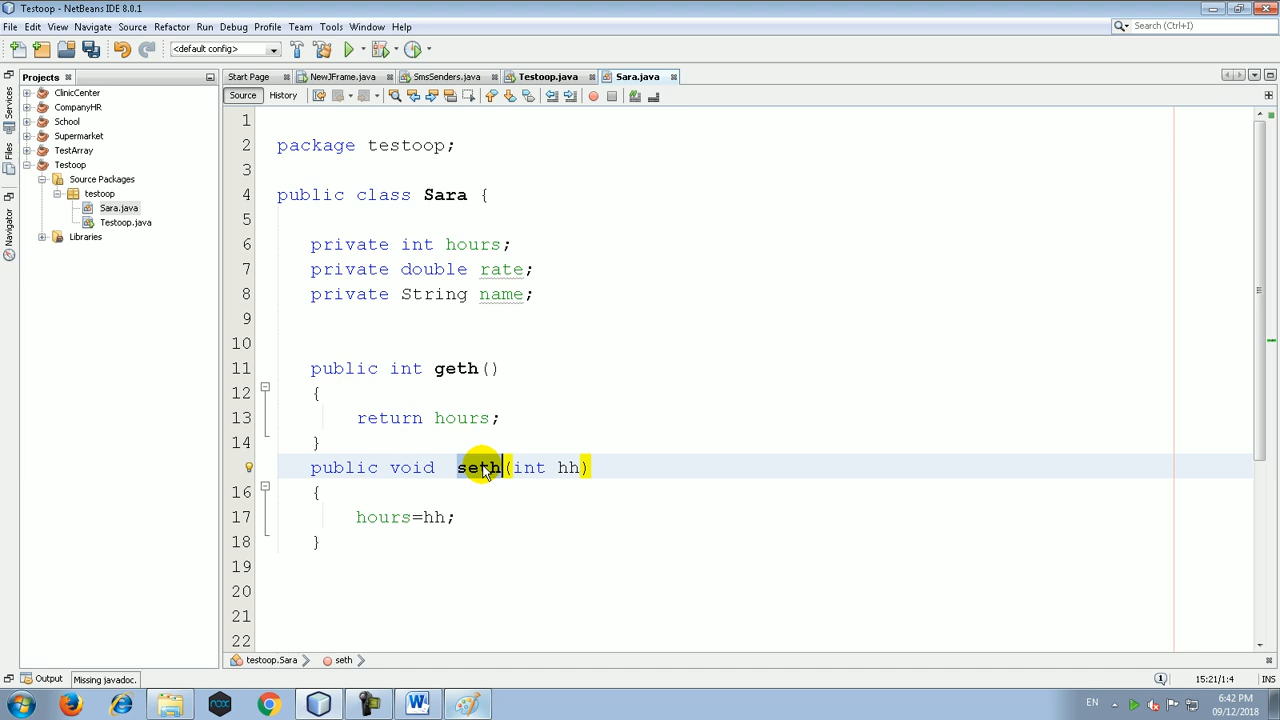 Testoop - NetBeans IDE 8.0.1
File Edit View Navigate Source Refactor Run Debug Profile Team Tools Window Help
Search (Ctrl+I)
<default config>
Projects
Start Page NewJFrame.java SmsSenders.java Testoop.java Sara.java
Source History
Services
Files
Navigator
ClinicCenter
CompanyHR
School
Supermarket
TestArray
Testoop
Source Packages
testoop
Sara.java
Testoop.java
Libraries
1
2 package testoop;
3
4 public class Sara {
5
6 private int hours;
7 private double rate;
8 private String name;
9
10
11 public int geth()
12 {
13 return hours;
14 }
public void seth(int hh)
16 {
17 hours=hh;
18 }
19
20
21
22
testoop.Sara seth
Output Missing javadoc. 1 15:21/1:4 INS
nox
EN
6:42 PM
09/12/2018